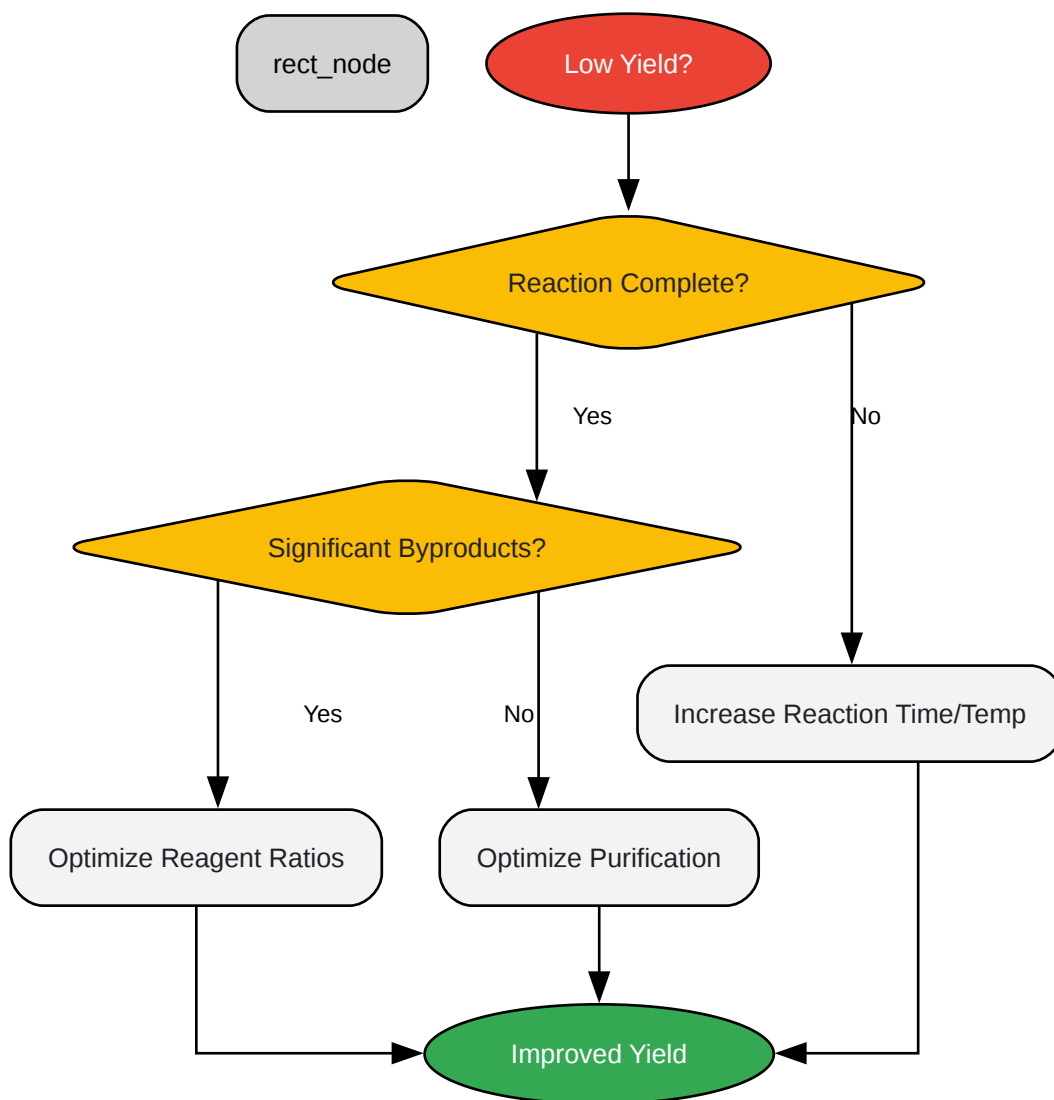 rect_node
Low Yield?
Reaction Complete?
Yes
No
Significant Byproducts?
Yes
No
Increase Reaction Time/Temp
Optimize Reagent Ratios
Optimize Purification
Improved Yield